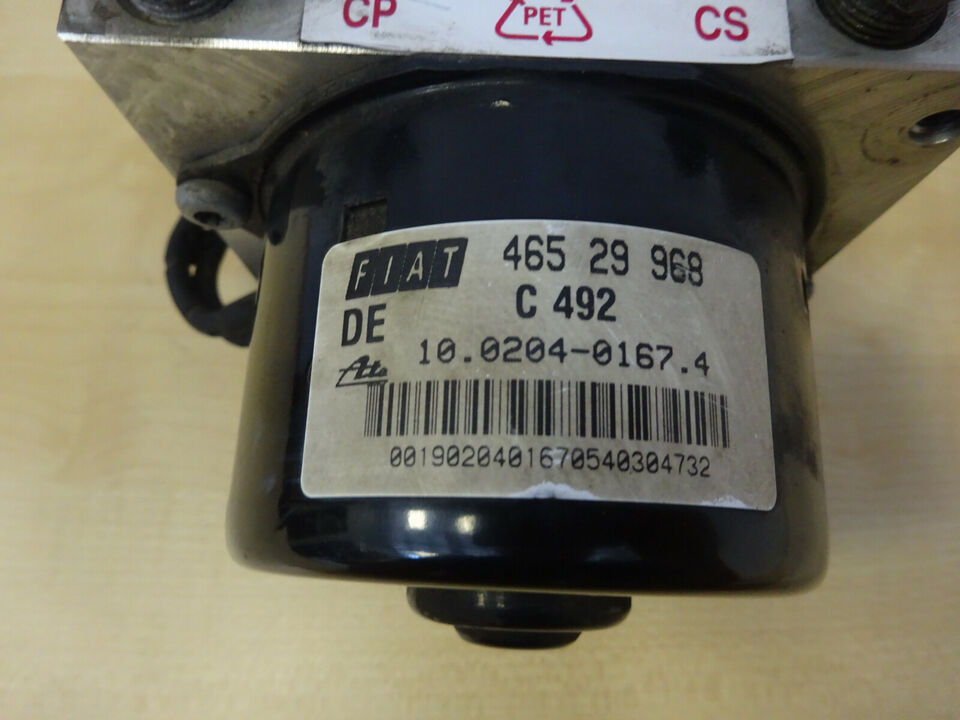 CP PET CS
FIAT 465 29 968
C 492
DE
10.0204-0167.4
Ate
0019020401670540304732